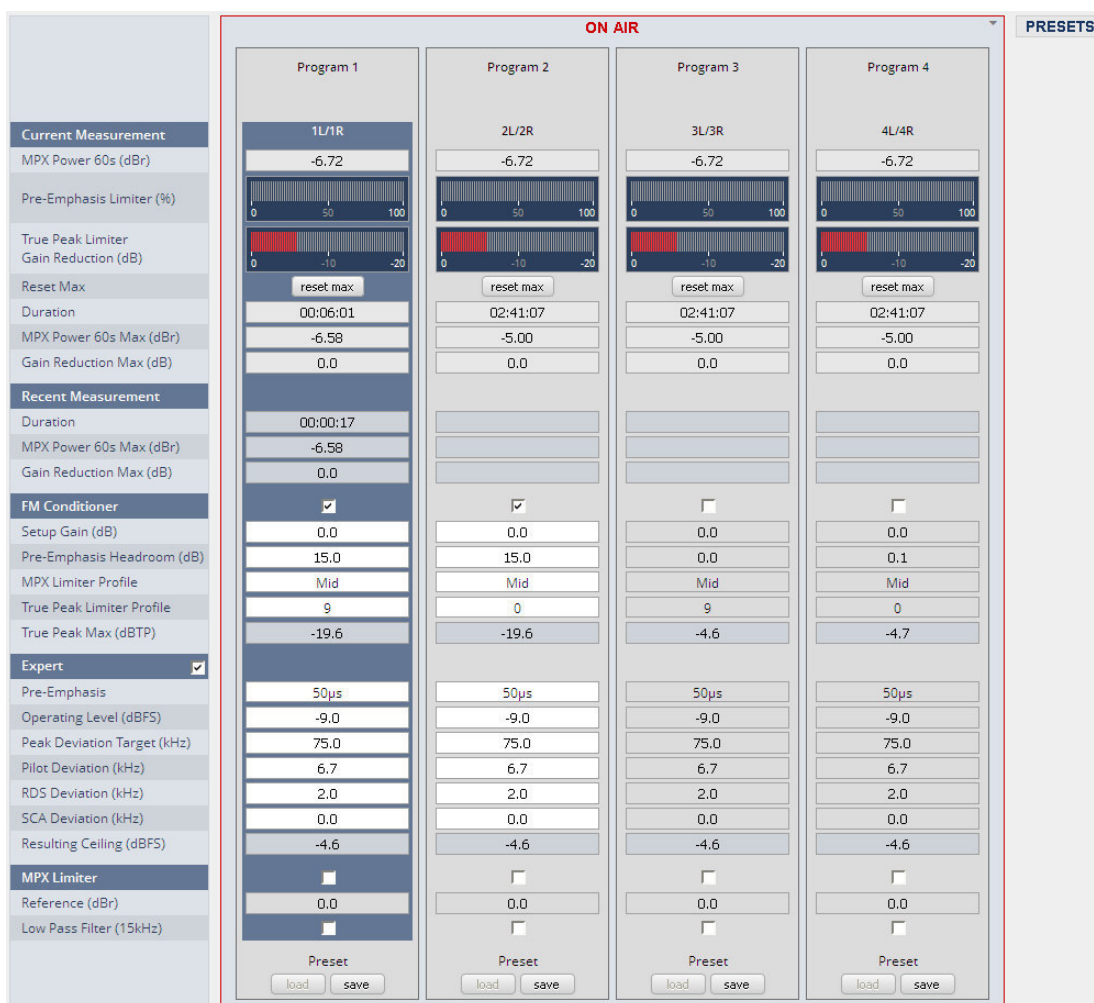 ON AIR
PRESETS
Program 1 Program 2 Program 3 Program 4
Current Measurement 1L/1R 2L/2R 3L/3R 4L/4R
MPX Power 60s (dBr) -6.72 -6.72 -6.72 -6.72
Pre-Emphasis Limiter (%)
0 50 100 0 50 100 0 50 100 0 50 100
True Peak Limiter
Gain Reduction (dB)
0 -10 -20 0 -10 -20 0 -10 -20 0 -10 -20
Reset Max reset max reset max reset max reset max
Duration 00:06:01 02:41:07 02:41:07 02:41:07
MPX Power 60s Max (dBr) -6.58 -5.00 -5.00 -5.00
Gain Reduction Max (dB) 0.0 0.0 0.0 0.0
Recent Measurement
Duration 00:00:17
MPX Power 60s Max (dBr) -6.58
Gain Reduction Max (dB) 0.0
FM Conditioner
Setup Gain (dB) 0.0 0.0 0.0 0.0
Pre-Emphasis Headroom (dB) 15.0 15.0 0.0 0.1
MPX Limiter Profile Mid Mid Mid Mid
True Peak Limiter Profile 9 0 9 0
True Peak Max (dBTP) -19.6 -19.6 -4.6 -4.7
Expert
Pre-Emphasis 50µs 50µs 50µs 50µs
Operating Level (dBFS) -9.0 -9.0 -9.0 -9.0
Peak Deviation Target (kHz) 75.0 75.0 75.0 75.0
Pilot Deviation (kHz) 6.7 6.7 6.7 6.7
RDS Deviation (kHz) 2.0 2.0 2.0 2.0
SCA Deviation (kHz) 0.0 0.0 0.0 0.0
Resulting Ceiling (dBFS) -4.6 -4.6 -4.6 -4.6
MPX Limiter
Reference (dBr) 0.0 0.0 0.0 0.0
Low Pass Filter (15kHz)
Preset Preset Preset Preset
load save load save load save load save